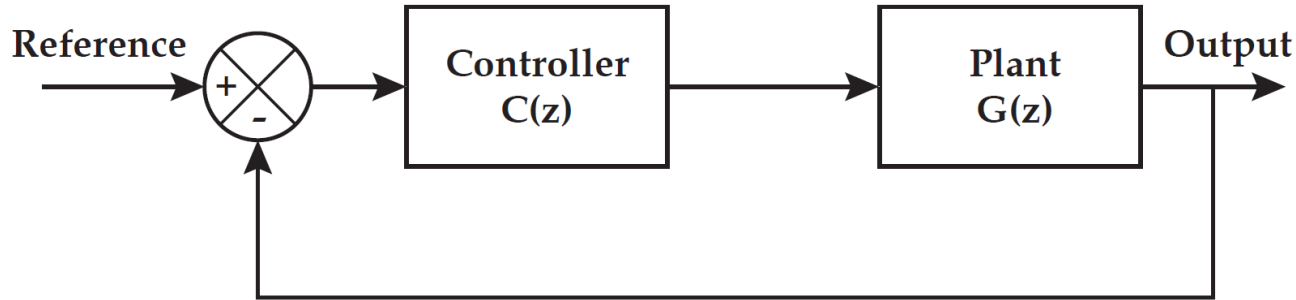 Reference
+
-
Controller
C(z)
Plant
G(z)
Output